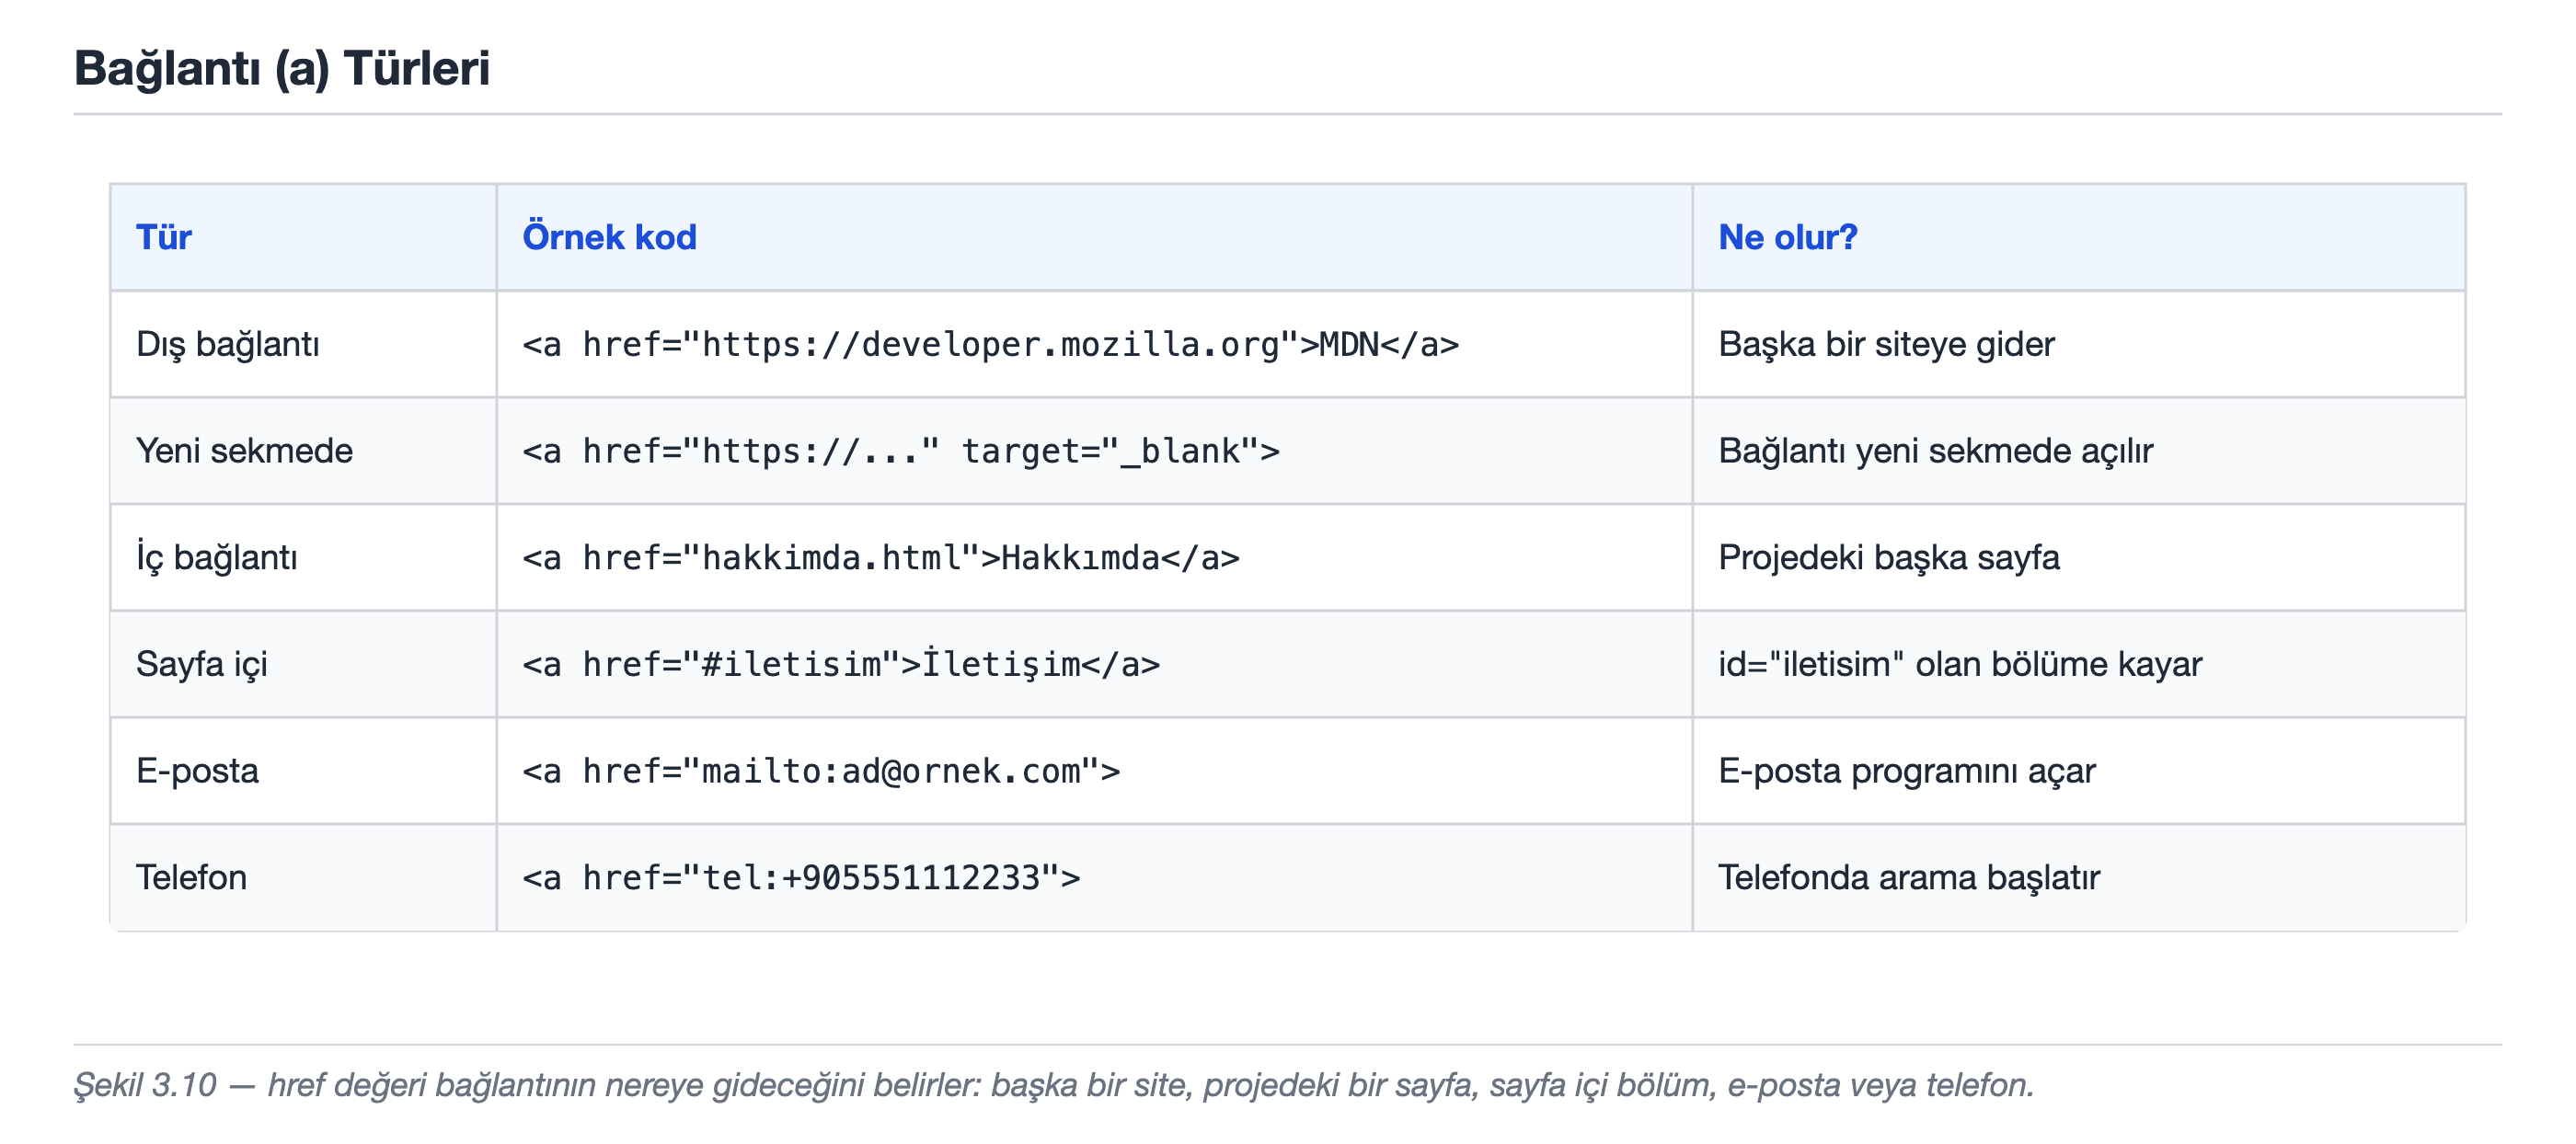 Bağlantı (a) Türleri
Tür Örnek kod Ne olur?
Dış bağlantı <a href="https://developer.mozilla.org">MDN</a> Başka bir siteye gider
Yeni sekmede <a href="https://..." target="_blank"> Bağlantı yeni sekmede açılır
İç bağlantı <a href="hakkimda.html">Hakkımda</a> Projedeki başka sayfa
Sayfa içi <a href="#iletisim">İletişim</a> id="iletisim" olan bölüme kayar
E-posta <a href="mailto:ad@ornek.com"> E-posta programını açar
Telefon <a href="tel:+905551112233"> Telefonda arama başlatır
Şekil 3.10 — href değeri bağlantının nereye gideceğini belirler: başka bir site, projedeki bir sayfa, sayfa içi bölüm, e-posta veya telefon.